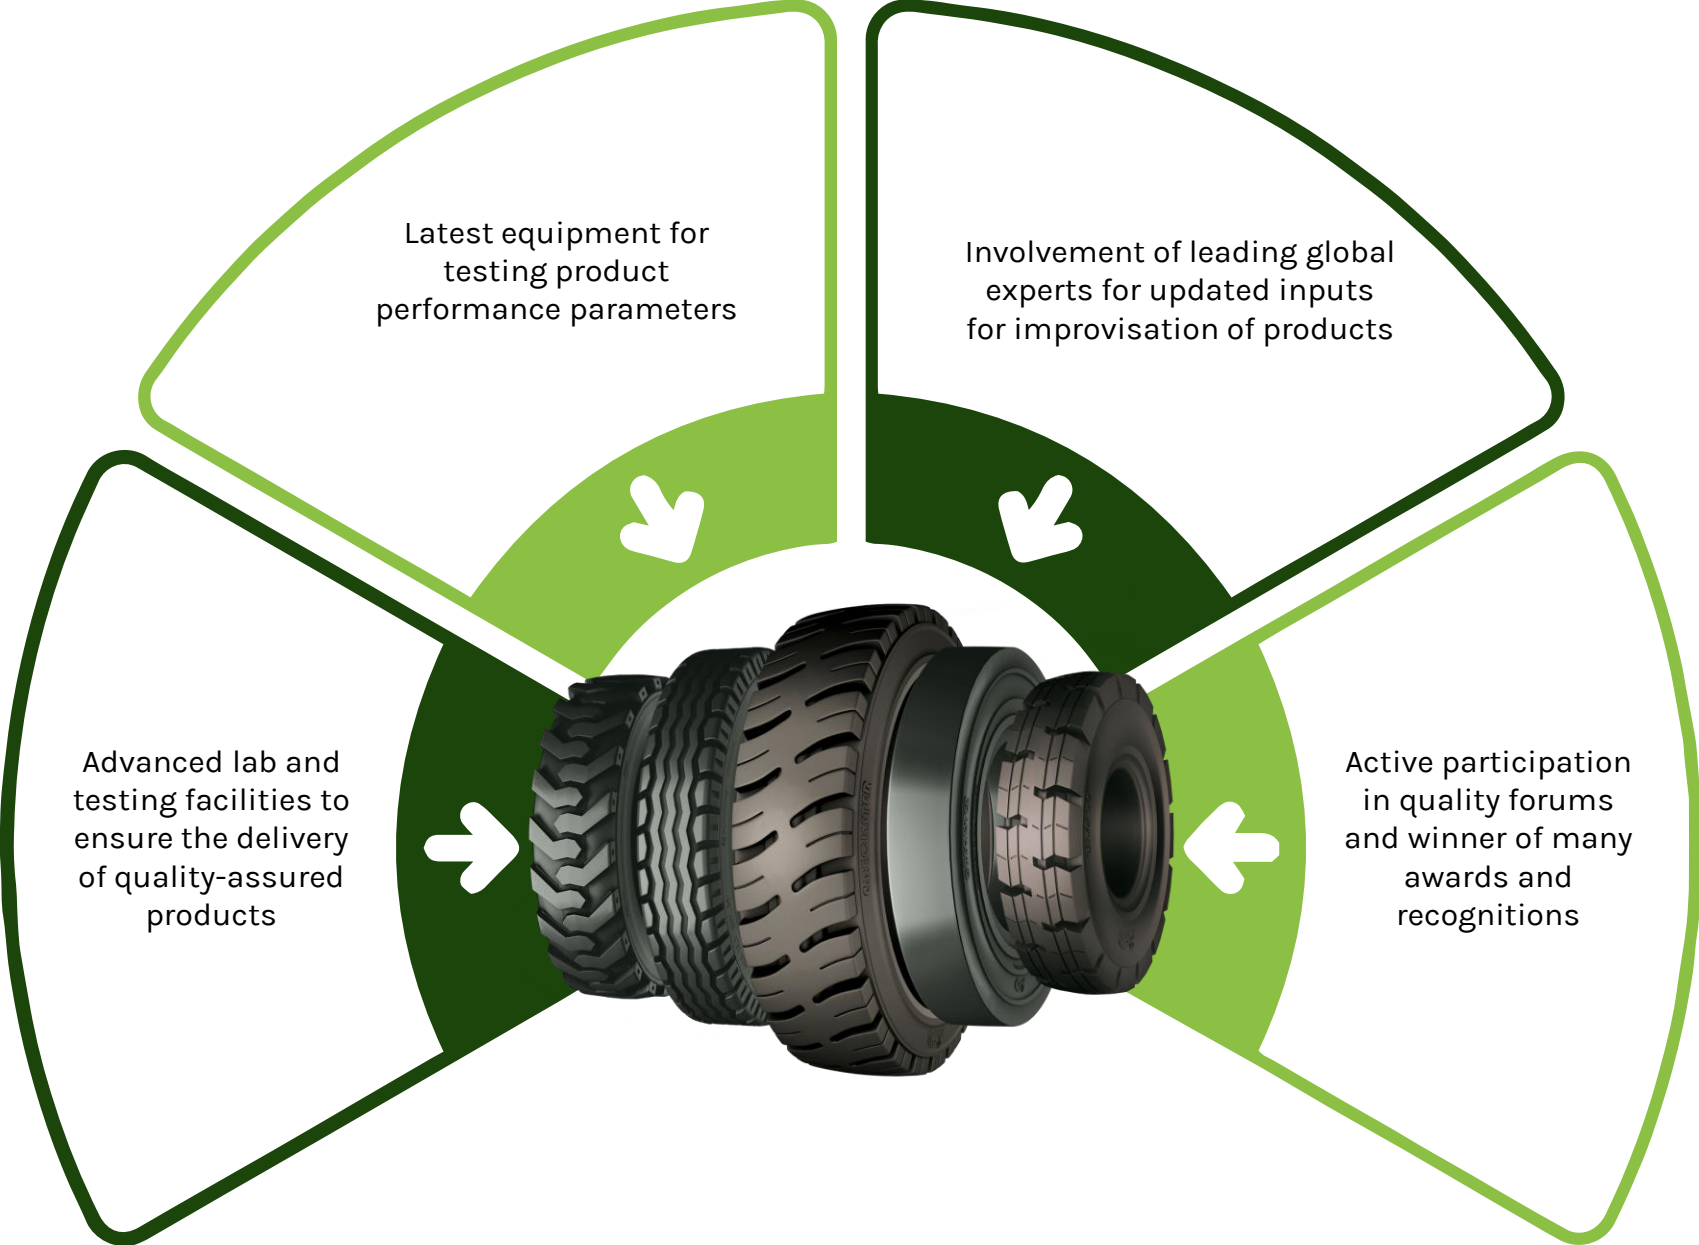 Latest equipment for
testing product
performance parameters
Involvement of leading global
experts for updated inputs
for improvisation of products
Advanced lab and
testing facilities to
ensure the delivery
of quality-assured
products
Active participation
in quality forums
and winner of many
awards and
recognitions